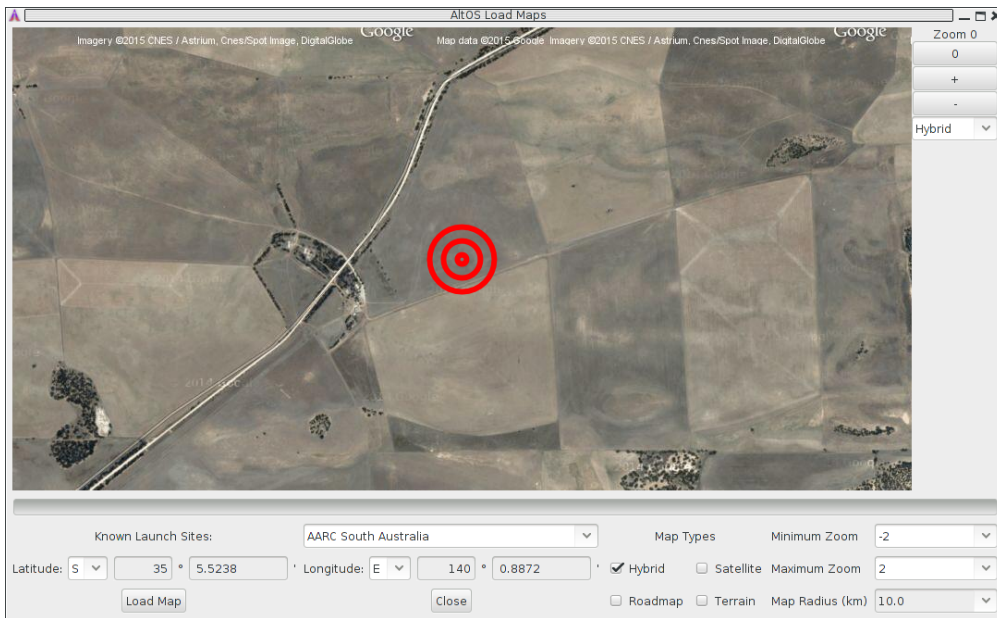 AltOS Load Maps
Imagery ©2015 CNES / Astrium, Cnes/Spot Image, DigitalGlobe Google Map data ©2015 Google Imagery ©2015 CNES / Astrium, Cnes/Spot Image, DigitalGlobe Google
Zoom 0
0
+
-
Hybrid
Known Launch Sites: AARC South Australia Map Types Minimum Zoom -2
Latitude: S 35 ° 5.5238 ' Longitude: E 140 ° 0.8872 ' Hybrid Satellite Maximum Zoom 2
Load Map Close Roadmap Terrain Map Radius (km) 10.0